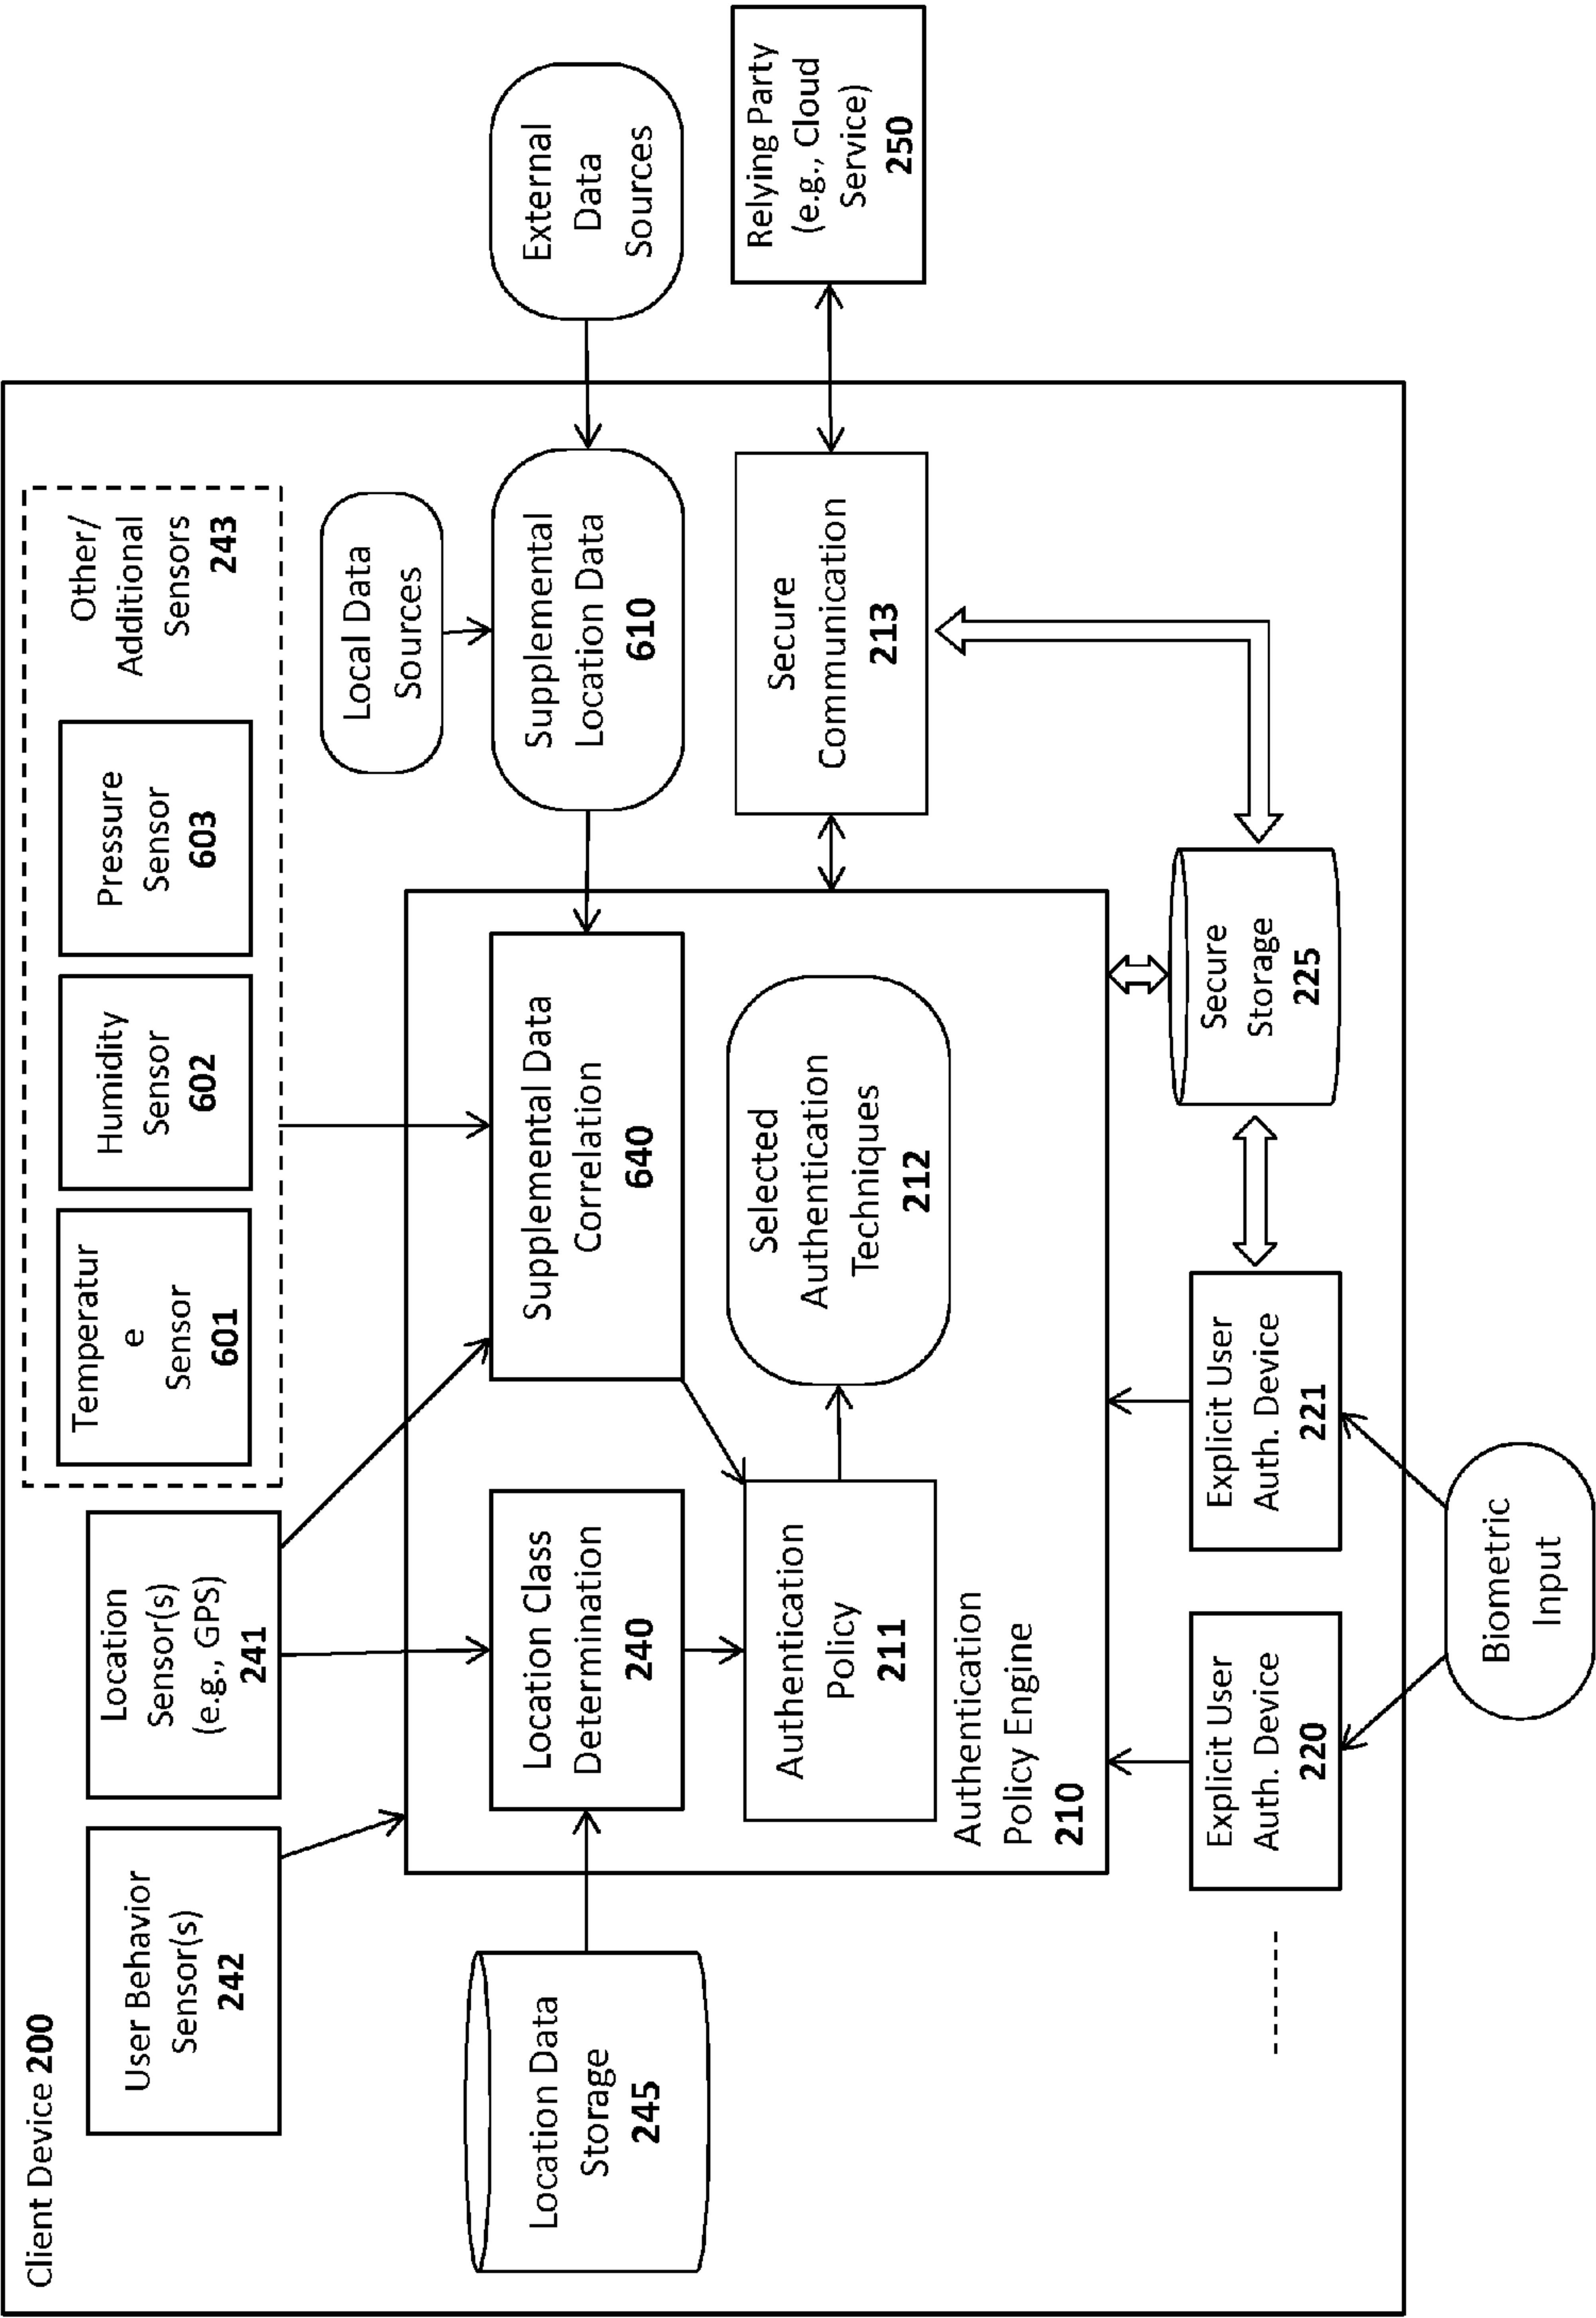 Client Device 200
User Behavior
Sensor(s)
242
Location
Sensor(s)
(e.g., GPS)
241
Temperatur
e
Sensor
601
Humidity
Sensor
602
Pressure
Sensor
603
Other/
Additional
Sensors
243
Local Data
Sources
Location Data
Storage
245
Location Class
Determination
240
Supplemental Data
Correlation
640
Supplemental
Location Data
610
External
Data
Sources
Authentication
Policy
211
Selected
Authentication
Techniques
212
Secure
Communication
213
Relying Party
(e.g., Cloud
Service)
250
Authentication
Policy Engine
210
Explicit User
Auth. Device
220
Explicit User
Auth. Device
221
Secure
Storage
225
Biometric
Input